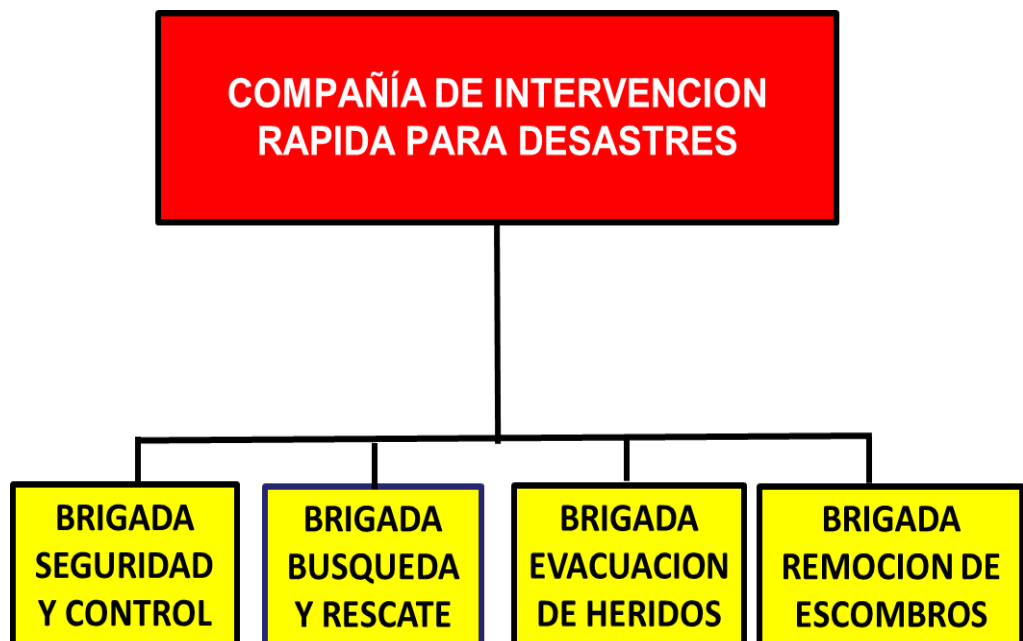 COMPAÑÍA DE INTERVENCION
RAPIDA PARA DESASTRES
BRIGADA
SEGURIDAD
Y CONTROL
BRIGADA
BUSQUEDA
Y RESCATE
BRIGADA
EVACUACION
DE HERIDOS
BRIGADA
REMOCION DE
ESCOMBROS